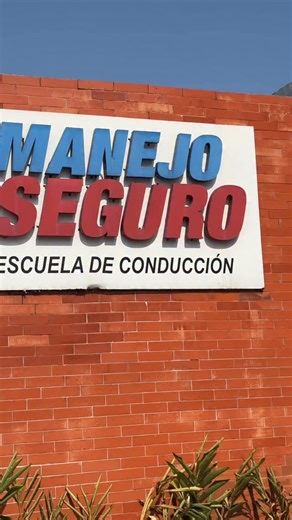 MANEJO
SEGURO
ESCUELA DE CONDUCCIÓN